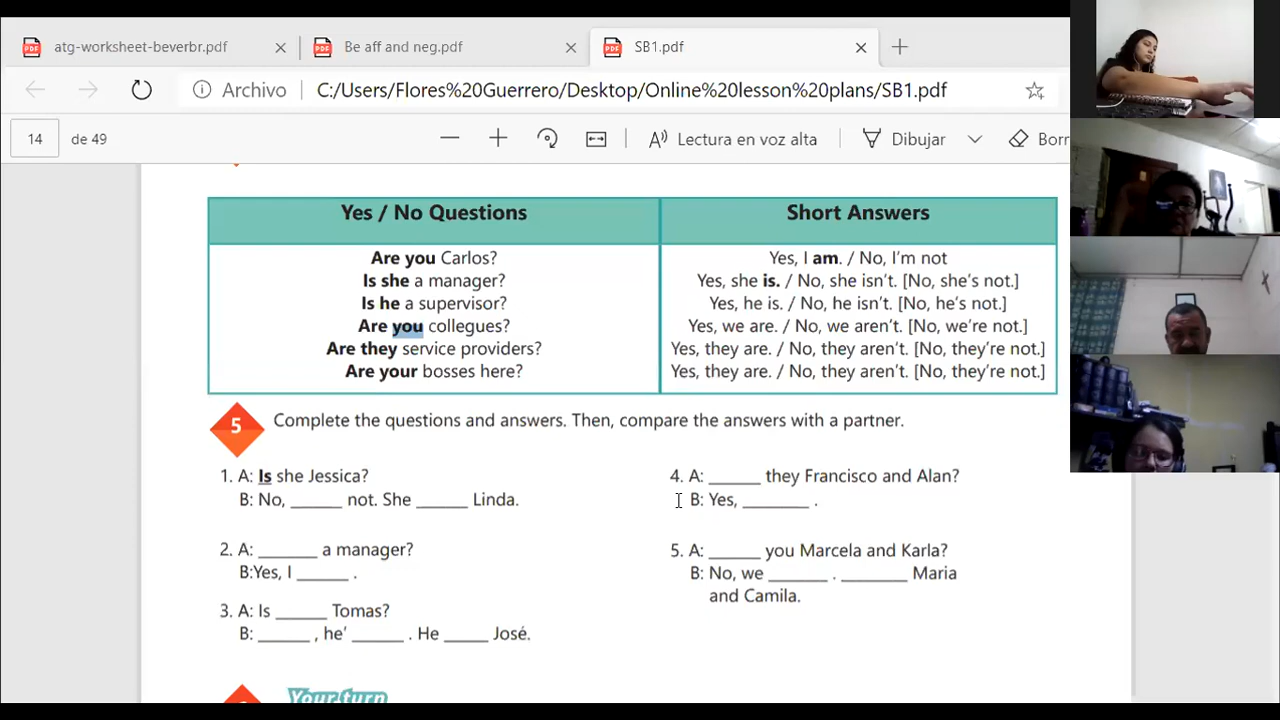 atg-worksheet-beverbr.pdf
Be aff and neg.pdf
SB1.pdf
Archivo
C:/Users/Flores%20Guerrero/Desktop/Online%20lesson%20plans/SB1.pdf
14 de 49
Lectura en voz alta
Dibujar
Borr
Yes / No Questions
Short Answers
Are you Carlos?
Yes, I am. / No, I'm not
Is she a manager?
Yes, she is. / No, she isn't. [No, she's not.]
Is he a supervisor?
Yes, he is. / No, he isn't. [No, he's not.]
Are you collegues?
Yes, we are. / No, we aren't. [No, we're not.]
Are they service providers?
Yes, they are. / No, they aren't. [No, they're not.]
Are your bosses here?
Yes, they are. / No, they aren't. [No, they're not.]
5 Complete the questions and answers. Then, compare the answers with a partner.
1. A: Is she Jessica?
B: No, ______ not. She ______ Linda.
2. A: _______ a manager?
B:Yes, I ______ .
3. A: Is ______ Tomas?
B: ______ , he' ______ . He _____ José.
4. A: ______ they Francisco and Alan?
B: Yes, ________ .
5. A: ______ you Marcela and Karla?
B: No, we _______ . ________ Maria
and Camila.
Your turn